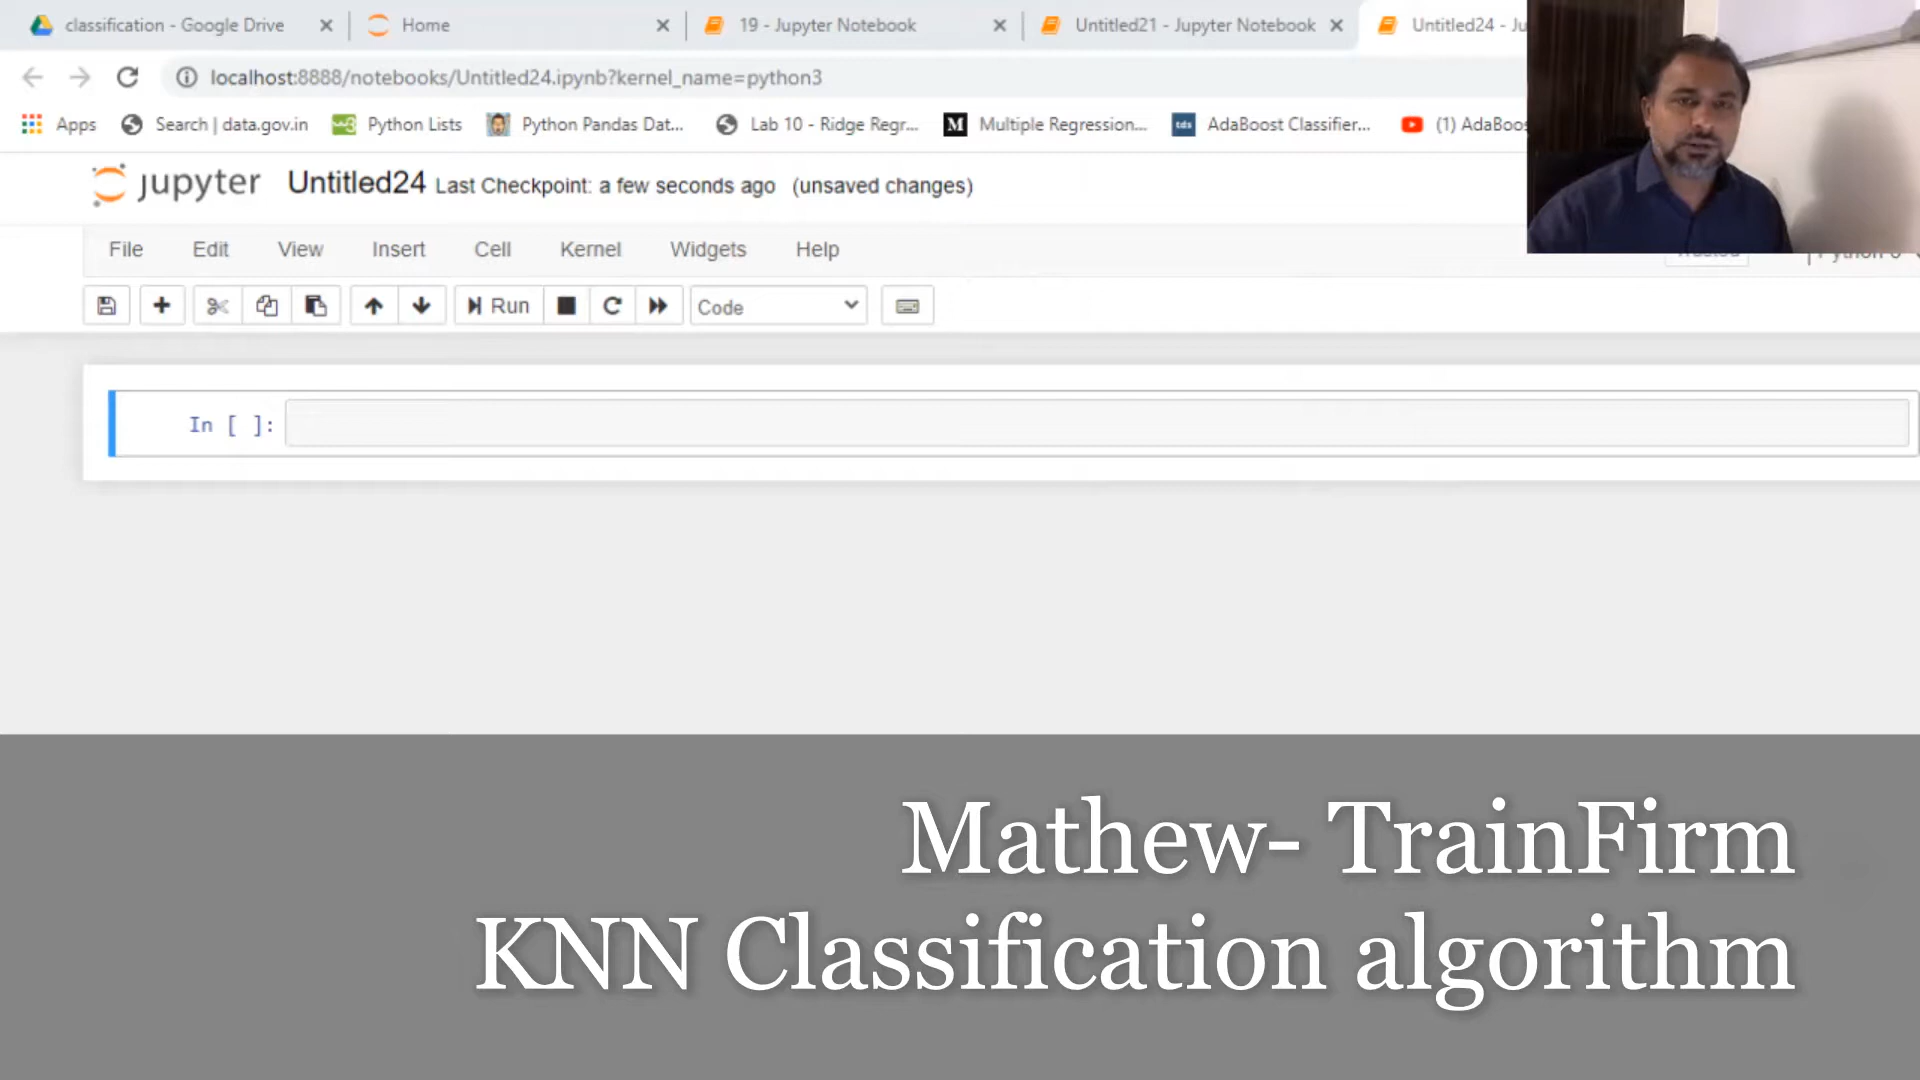 classification - Google Drive
Home
19 - Jupyter Notebook
Untitled21 - Jupyter Notebook
Untitled24 - Ju
localhost:8888/notebooks/Untitled24.ipynb?kernel_name=python3
Apps
Search | data.gov.in
w3
Python Lists
Python Pandas Dat...
Lab 10 - Ridge Regr...
M
Multiple Regression...
tds
AdaBoost Classifier...
(1) AdaBoos
jupyter Untitled24 Last Checkpoint: a few seconds ago (unsaved changes)
File Edit View Insert Cell Kernel Widgets Help
Run Code
In [ ]:
Mathew- TrainFirm
KNN Classification algorithm